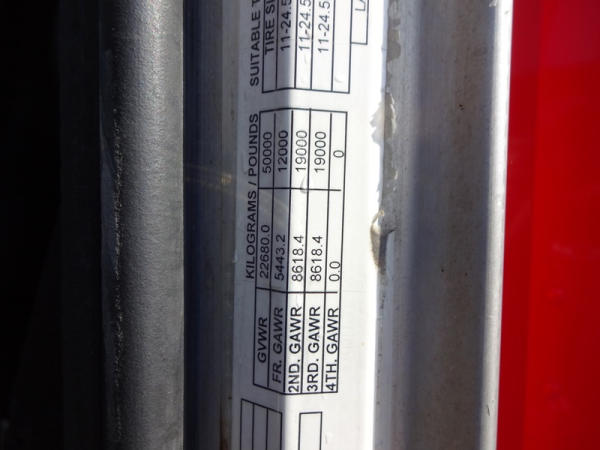 KILOGRAMS / POUNDS
GVWR 22680.0 50000
FR. GAWR 5443.2 12000
2ND. GAWR 8618.4 19000
3RD. GAWR 8618.4 19000
4TH. GAWR 0.0 0
SUITABLE T
TIRE SI
11-24.5
11-24.5
11-24.5